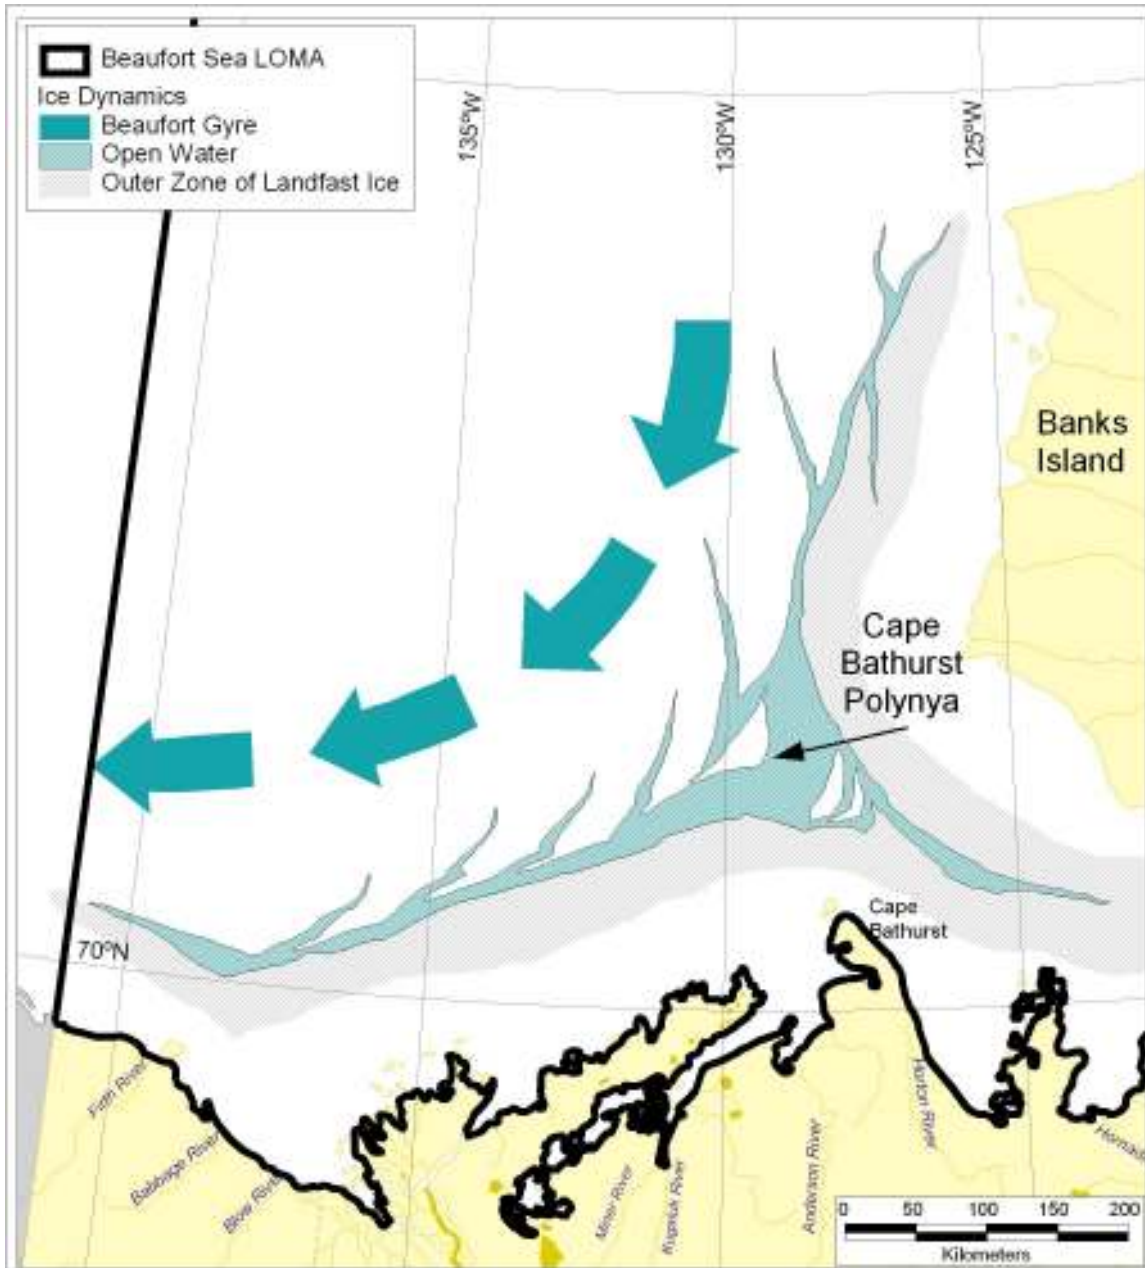 Beaufort Sea LOMA
Ice Dynamics
Beaufort Gyre
Open Water
Outer Zone of Landfast Ice
135°W
130°W
125°W
Banks
Island
Cape
Bathurst
Polynya
Cape
Bathurst
70°N
Firth River
Babbage River
Blow River
Miner River
Kugaluk River
Anderson River
Horton River
0 50 100 150 200
Kilometers